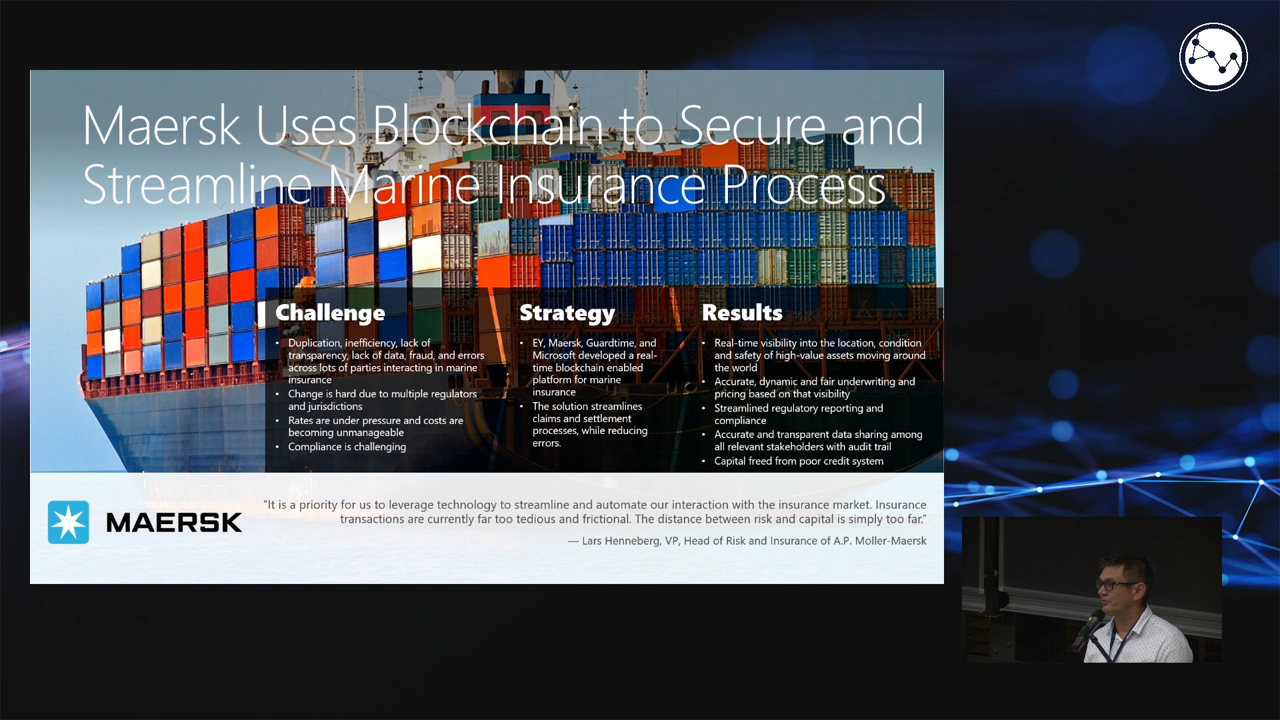 Maersk Uses Blockchain to Secure and
Streamline Marine Insurance Process
Challenge
• Duplication, inefficiency, lack of
transparency, lack of data, fraud, and errors
across lots of parties interacting in marine
insurance
• Change is hard due to multiple regulators
and jurisdictions
• Rates are under pressure and costs are
becoming unmanageable
• Compliance is challenging
Strategy
• EY, Maersk, Guardtime, and
Microsoft developed a real-
time blockchain enabled
platform for marine
insurance
• The solution streamlines
claims and settlement
processes, while reducing
errors.
Results
• Real-time visibility into the location, condition
and safety of high-value assets moving around
the world
• Accurate, dynamic and fair underwriting and
pricing based on that visibility
• Streamlined regulatory reporting and
compliance
• Accurate and transparent data sharing among
all relevant stakeholders with audit trail
• Capital freed from poor credit system
MAERSK
"It is a priority for us to leverage technology to streamline and automate our interaction with the insurance market. Insurance
transactions are currently far too tedious and frictional. The distance between risk and capital is simply too far."
— Lars Henneberg, VP, Head of Risk and Insurance of A.P. Moller-Maersk